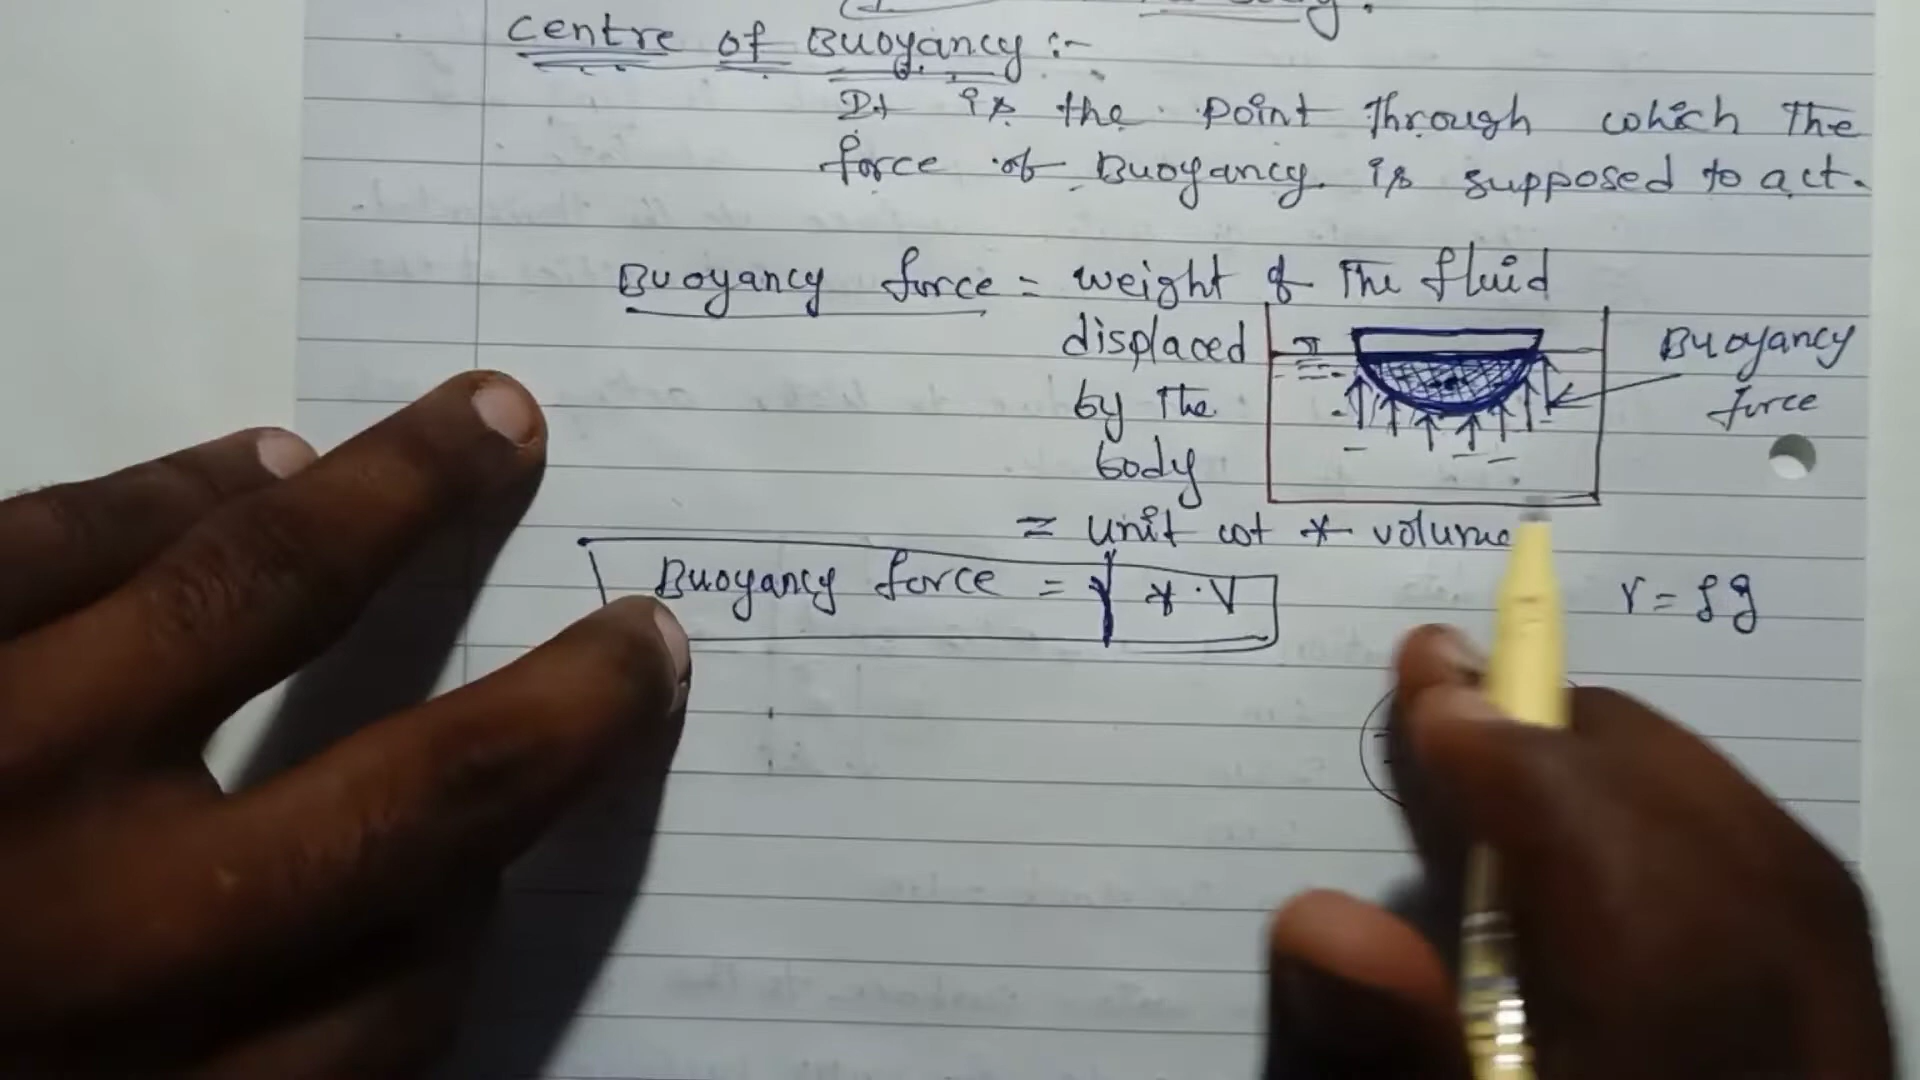 Centre of Buoyancy :-
It is the point through which the
force of Buoyancy is supposed to act.
Buoyancy force = weight of the fluid
displaced
by the
body
Buoyancy
force
= unit wt * volume
Buoyancy force = γ * V
γ = ρg